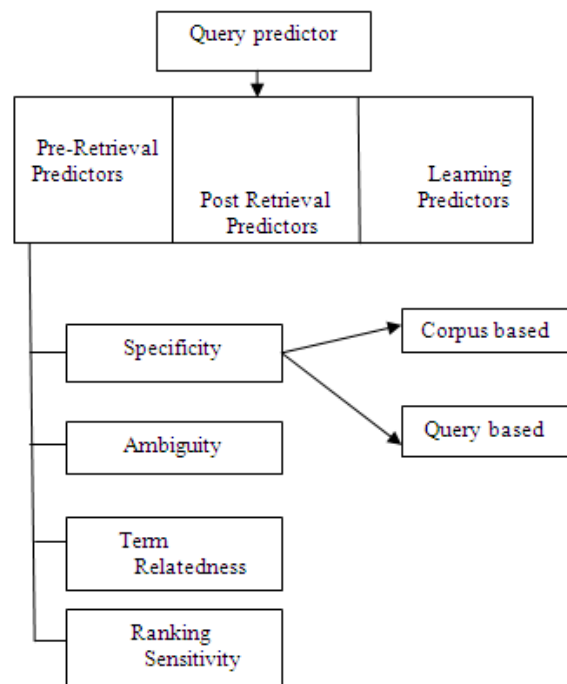 Query predictor
Pre-Retrieval
Predictors
Post Retrieval
Predictors
Learning
Predictors
Specificity
Corpus based
Ambiguity
Query based
Term
Relatedness
Ranking
Sensitivity